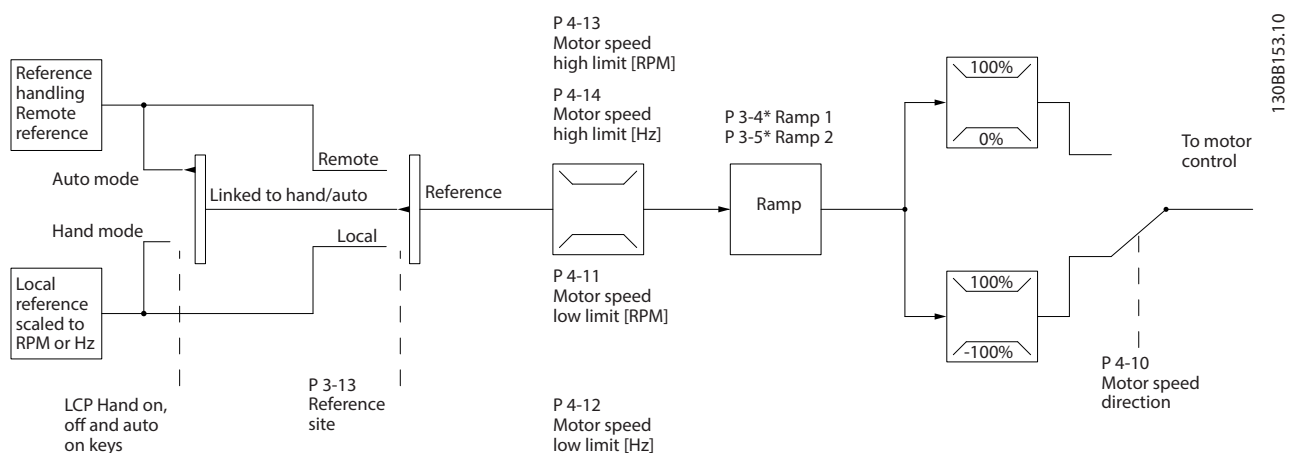 P 4-13
Motor speed
high limit [RPM]
P 4-14
Motor speed
high limit [Hz]
130BB153.10
Reference
handling
Remote
reference
Auto mode
Hand mode
Local
reference
scaled to
RPM or Hz
LCP Hand on,
off and auto
on keys
Linked to hand/auto
Remote
Local
P 3-13
Reference
site
Reference
P 4-11
Motor speed
low limit [RPM]
P 4-12
Motor speed
low limit [Hz]
P 3-4* Ramp 1
P 3-5* Ramp 2
Ramp
100%
0%
100%
-100%
To motor
control
P 4-10
Motor speed
direction